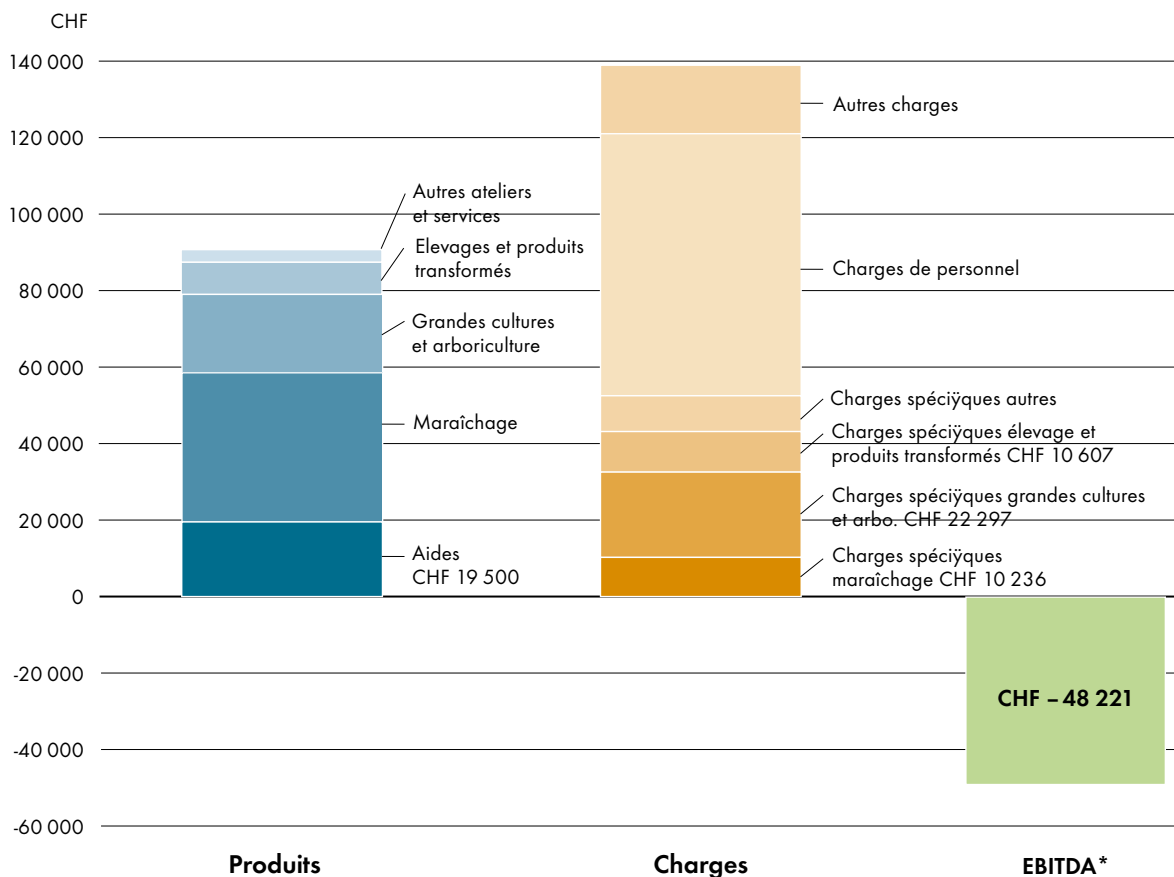 CHF
140 000
120 000
100 000
80 000
60 000
40 000
20 000
0
-20 000
-40 000
-60 000
Autres ateliers
et services
Elevages et produits
transformés
Grandes cultures
et arboriculture
Maraîchage
Aides
CHF 19 500
Autres charges
Charges de personnel
Charges spéciÿques autres
Charges spéciÿques élevage et
produits transformés CHF 10 607
Charges spéciÿques grandes cultures
et arbo. CHF 22 297
Charges spéciÿques
maraîchage CHF 10 236
CHF – 48 221
Produits
Charges
EBITDA*